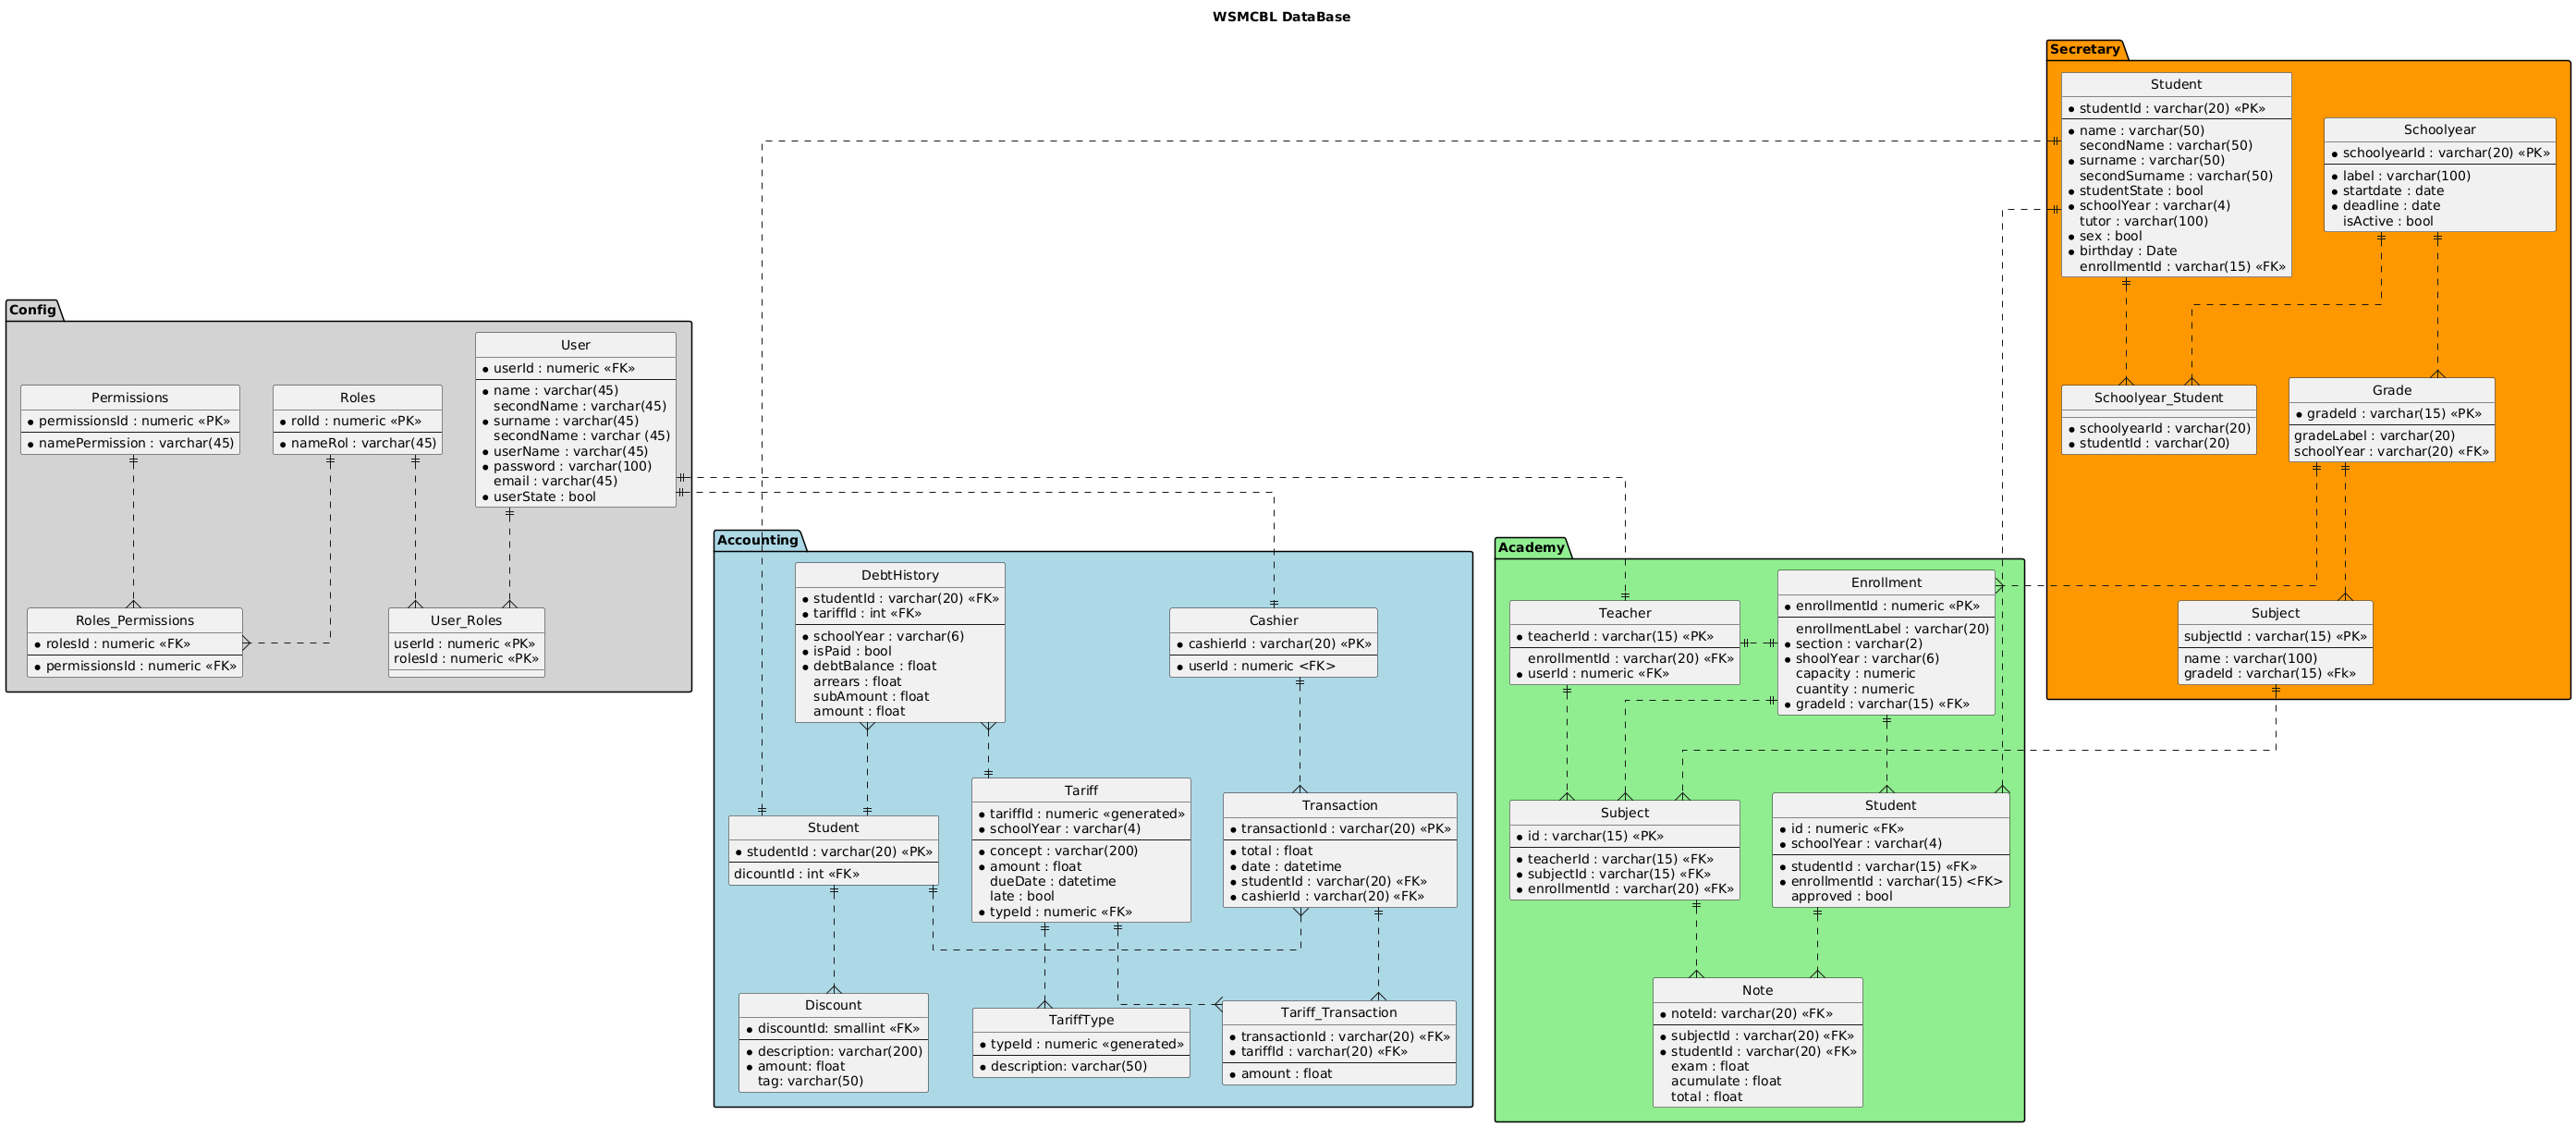 WSMCBL DataBase
Secretary
Student
studentId : varchar(20) «PK»
name : varchar(50)
secondName : varchar(50)
surname : varchar(50)
secondSurname : varchar(50)
studentState : bool
schoolYear : varchar(4)
tutor : varchar(100)
sex : bool
birthday : Date
enrollmentId : varchar(15) «FK»
Schoolyear
schoolyearId : varchar(20) «PK»
label : varchar(100)
startdate : date
deadline : date
isActive : bool
Schoolyear_Student
schoolyearId : varchar(20)
studentId : varchar(20)
Grade
gradeId : varchar(15) «PK»
gradeLabel : varchar(20)
schoolYear : varchar(20) «FK»
Subject
subjectId : varchar(15) «PK»
name : varchar(100)
gradeId : varchar(15) «Fk»
Config
User
userId : numeric «FK»
name : varchar(45)
secondName : varchar(45)
surname : varchar(45)
secondName : varchar (45)
userName : varchar(45)
password : varchar(100)
email : varchar(45)
userState : bool
Permissions
permissionsId : numeric «PK»
namePermission : varchar(45)
Roles
rolId : numeric «PK»
nameRol : varchar(45)
Roles_Permissions
rolesId : numeric «FK»
permissionsId : numeric «FK»
User_Roles
userId : numeric «PK»
rolesId : numeric «PK»
Accounting
DebtHistory
studentId : varchar(20) «FK»
tariffId : int «FK»
schoolYear : varchar(6)
isPaid : bool
debtBalance : float
arrears : float
subAmount : float
amount : float
Cashier
cashierId : varchar(20) «PK»
userId : numeric <FK>
Student
studentId : varchar(20) «PK»
dicountId : int «FK»
Tariff
tariffId : numeric «generated»
schoolYear : varchar(4)
concept : varchar(200)
amount : float
dueDate : datetime
late : bool
typeId : numeric «FK»
Transaction
transactionId : varchar(20) «PK»
total : float
date : datetime
studentId : varchar(20) «FK»
cashierId : varchar(20) «FK»
Discount
discountId: smallint «FK»
description: varchar(200)
amount: float
tag: varchar(50)
TariffType
typeId : numeric «generated»
description: varchar(50)
Tariff_Transaction
transactionId : varchar(20) «FK»
tariffId : varchar(20) «FK»
amount : float
Academy
Teacher
teacherId : varchar(15) «PK»
enrollmentId : varchar(20) «FK»
userId : numeric «FK»
Enrollment
enrollmentId : numeric «PK»
enrollmentLabel : varchar(20)
section : varchar(2)
shoolYear : varchar(6)
capacity : numeric
cuantity : numeric
gradeId : varchar(15) «FK»
Subject
id : varchar(15) «PK»
teacherId : varchar(15) «FK»
subjectId : varchar(15) «FK»
enrollmentId : varchar(20) «FK»
Student
id : numeric «FK»
schoolYear : varchar(4)
studentId : varchar(15) «FK»
enrollmentId : varchar(15) <FK>
approved : bool
Note
noteId: varchar(20) «FK»
subjectId : varchar(20) «FK»
studentId : varchar(20) «FK»
exam : float
acumulate : float
total : float